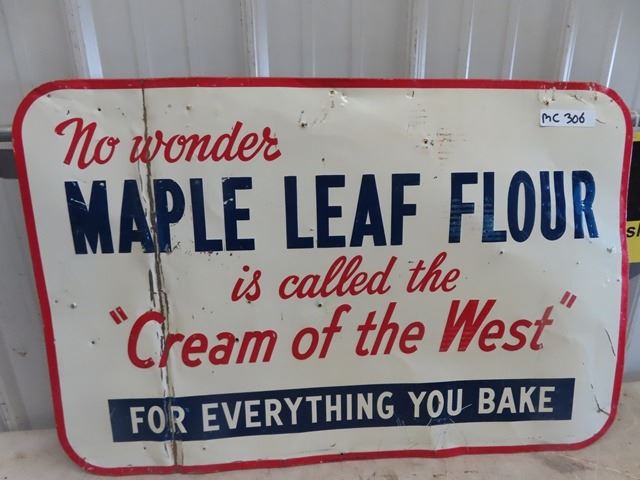 MC 306
No wonder
MAPLE LEAF FLOUR
is called the
"Cream of the West"
FOR EVERYTHING YOU BAKE